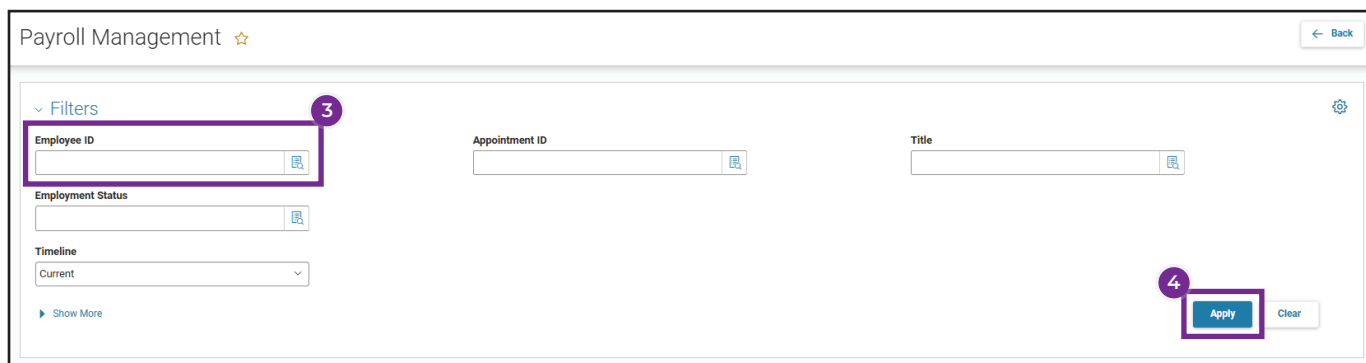 Payroll Management
Back
Filters
3
Employee ID
Appointment ID
Title
Employment Status
Timeline
Current
4
Show More
Apply
Clear